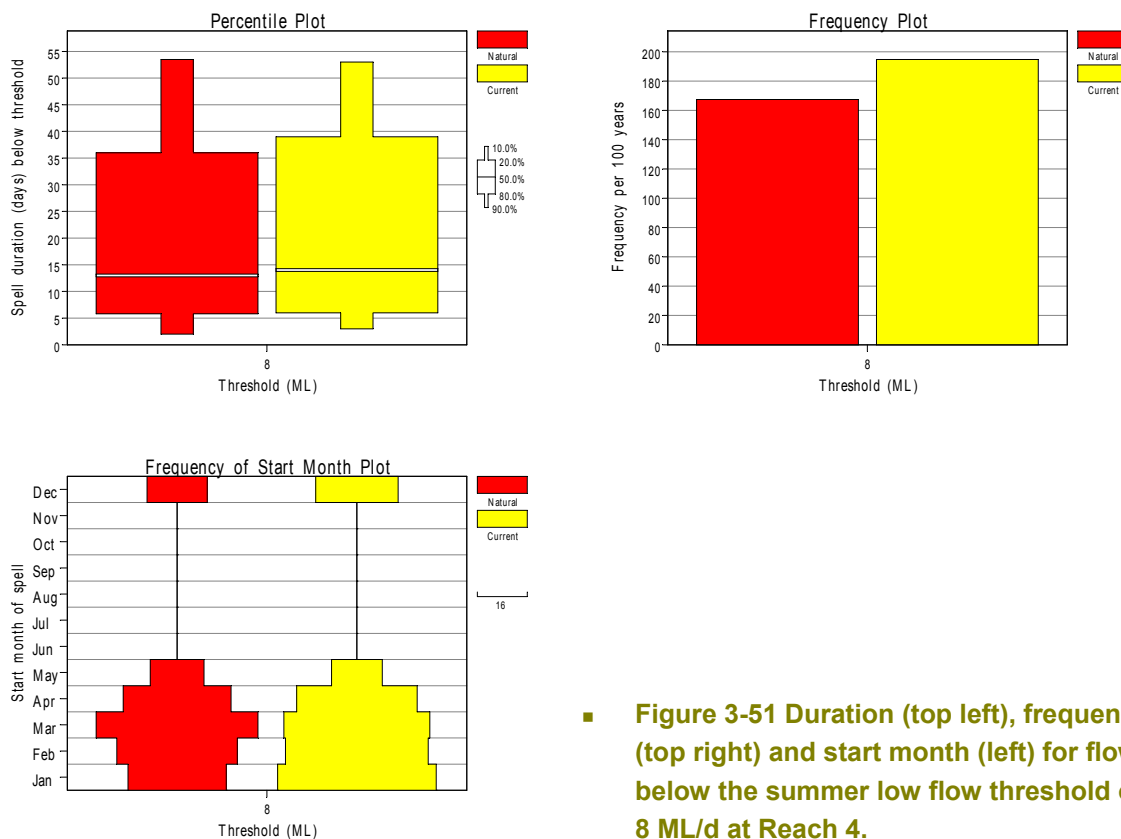 Percentile Plot
Spell duration (days) below threshold
55
50
45
40
35
30
25
20
15
10
5
0
8
Threshold (ML)
Natural
Current
10.0%
20.0%
50.0%
80.0%
90.0%
Frequency Plot
Frequency per 100 years
200
180
160
140
120
100
80
60
40
20
0
8
Threshold (ML)
Natural
Current
Frequency of Start Month Plot
Start month of spell
Dec
Nov
Oct
Sep
Aug
Jul
Jun
May
Apr
Mar
Feb
Jan
8
Threshold (ML)
Natural
Current
16
▪ Figure 3-51 Duration (top left), frequen
(top right) and start month (left) for flow
below the summer low flow threshold
8 ML/d at Reach 4.